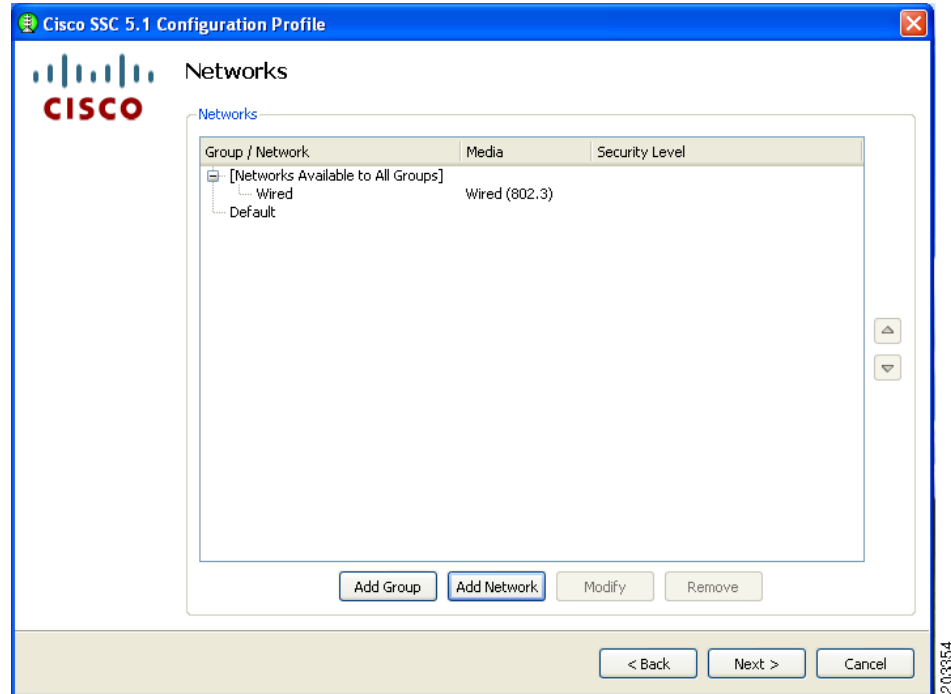 Cisco SSC 5.1 Configuration Profile
CISCO
Networks
Networks
Group / Network Media Security Level
[Networks Available to All Groups]
Wired Wired (802.3)
Default
Add Group Add Network Modify Remove
< Back Next > Cancel
203354